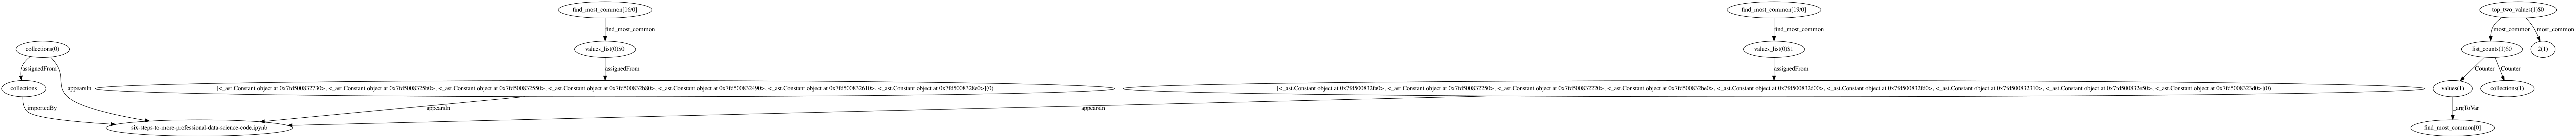 find_most_common[16/0]
find_most_common[19/0]
top_two_values(1)$0
find_most_common
find_most_common
most_common
most_common
collections(0)
values_list(0)$0
values_list(0)$1
list_counts(1)$0
2(1)
assignedFrom
assignedFrom
assignedFrom
Counter
Counter
collections
appearsIn
[<_ast.Constant object at 0x7fd500832730>, <_ast.Constant object at 0x7fd5008325b0>, <_ast.Constant object at 0x7fd500832550>, <_ast.Constant object at 0x7fd500832b80>, <_ast.Constant object at 0x7fd500832490>, <_ast.Constant object at 0x7fd500832610>, <_ast.Constant object at 0x7fd5008328e0>](0)
[<_ast.Constant object at 0x7fd500832fa0>, <_ast.Constant object at 0x7fd500832250>, <_ast.Constant object at 0x7fd500832220>, <_ast.Constant object at 0x7fd500832be0>, <_ast.Constant object at 0x7fd500832d00>, <_ast.Constant object at 0x7fd500832fd0>, <_ast.Constant object at 0x7fd500832310>, <_ast.Constant object at 0x7fd500832e50>, <_ast.Constant object at 0x7fd5008323d0>](0)
values(1)
collections(1)
importedBy
appearsIn
appearsIn
_argToVar
six-steps-to-more-professional-data-science-code.ipynb
find_most_common[0]